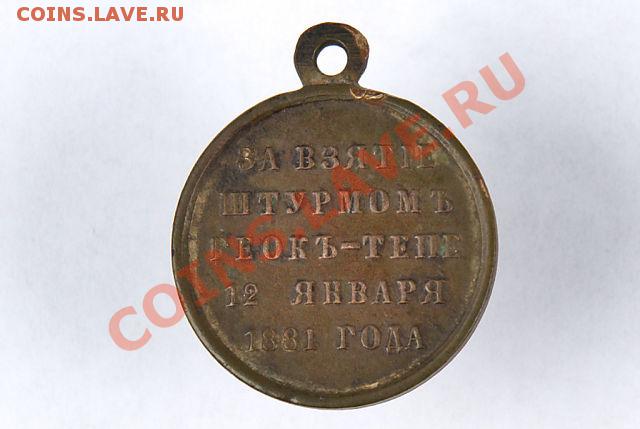 COINS.LAVE.RU
ЗА ВЗЯТІЕ
ШТУРМОМЪ
ГЕОКЪ-ТЕПЕ
12 ЯНВАРЯ
1881 ГОДА
COINS.LAVE.RU